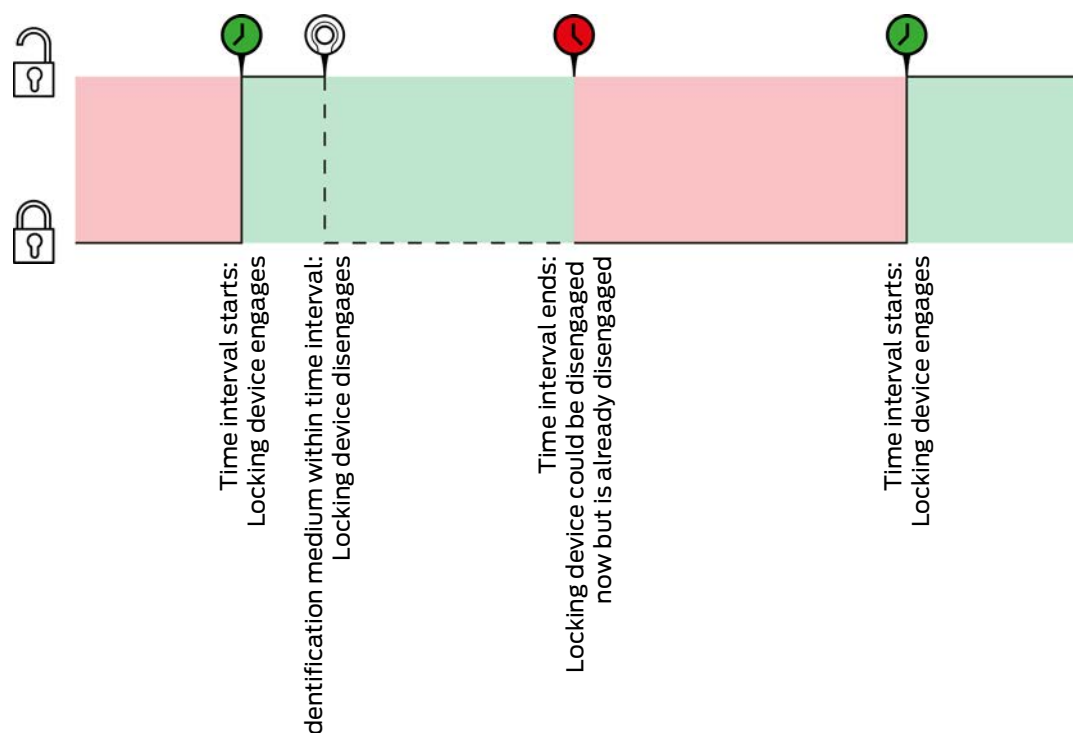 Time interval starts:
Locking device engages
dentification medium within time interval:
Locking device disengages
Time interval ends:
Locking device could be disengaged
now but is already disengaged
Time interval starts:
Locking device engages